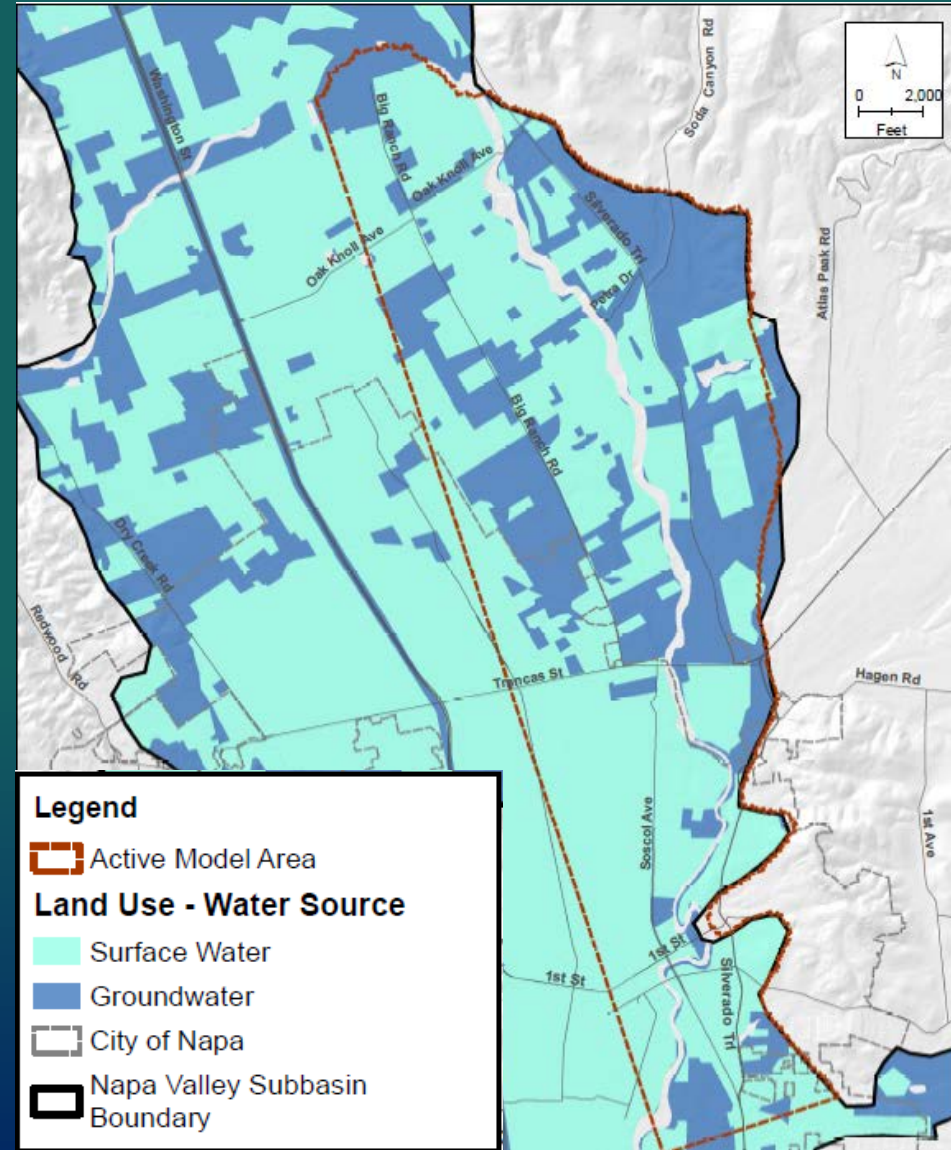 N
0 2,000
Feet
Washington St
Big Ranch Rd
Soda Canyon Rd
Oak Knoll Ave
Oak Knoll Ave
Silverado Trl
Petra Dr
Atlas Peak Rd
Big Ranch Rd
Dry Creek Rd
Redwood Rd
Trancas St
Hagen Rd
Soscol Ave
1st Ave
1st St
1st St
Silverado Trl
Legend
Active Model Area
Land Use - Water Source
Surface Water
Groundwater
City of Napa
Napa Valley Subbasin
Boundary